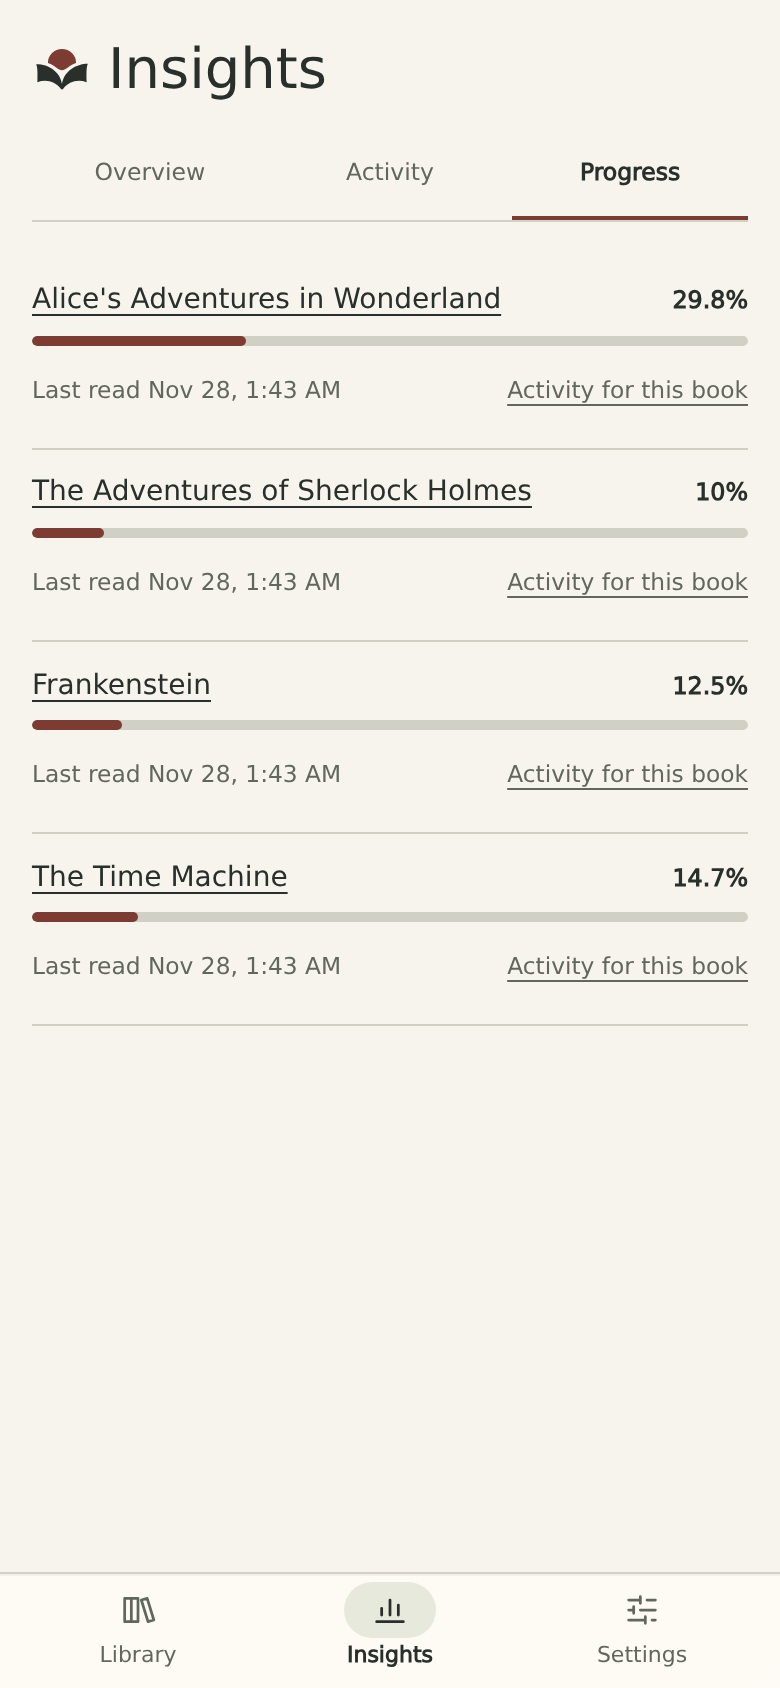 Insights
Overview Activity Progress
Alice's Adventures in Wonderland 29.8%
Last read Nov 28, 1:43 AM Activity for this book
The Adventures of Sherlock Holmes 10%
Last read Nov 28, 1:43 AM Activity for this book
Frankenstein 12.5%
Last read Nov 28, 1:43 AM Activity for this book
The Time Machine 14.7%
Last read Nov 28, 1:43 AM Activity for this book
Library Insights Settings